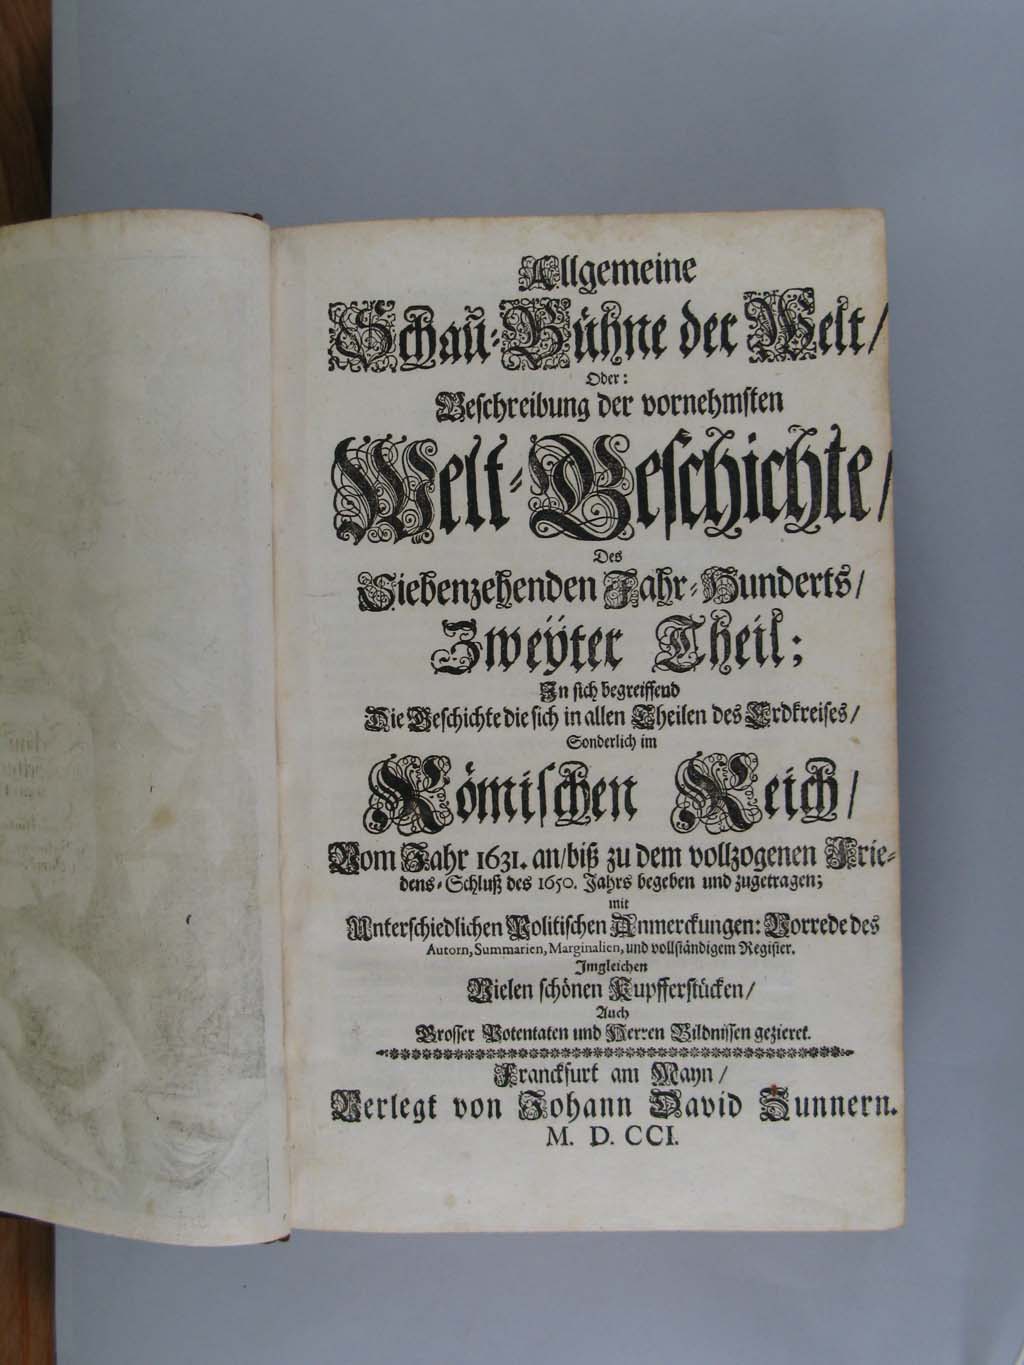 Allgemeine
Schau-Bühne der Welt/
Oder:
Beschreibung der vornehmsten
Welt-Geschichte/
Des
Siebenzehenden Jahr-Hunderts/
Zweÿter Theil;
In sich begreiffend
Die Geschichte die sich in allen Theilen des Erdkreises/
Sonderlich im
Römischen Reich/
Vom Jahr 1631. an/biß zu dem vollzogenen Frie-
dens-Schluß des 1650. Jahrs begeben und zugetragen;
mit
Unterschiedlichen Politischen Anmerckungen: Vorrede des
Autorn, Summarien, Marginalien, und vollständigem Register.
Imgleichen
Vielen schönen Kupfferstücken/
Auch
Grosser Potentaten und Herren Bildnissen gezieret.
Franckfurt am Mayn/
Verlegt von Johann David Zunnern.
M. D. CCI.